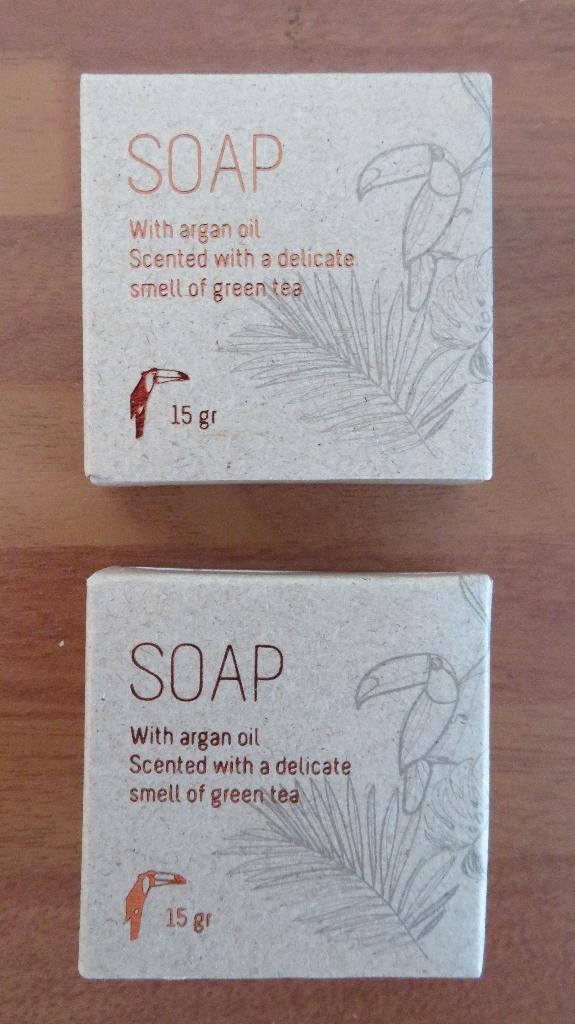 SOAP
With argan oil
Scented with a delicate
smell of green tea
15 gr
SOAP
With argan oil
Scented with a delicate
smell of green tea
15 gr